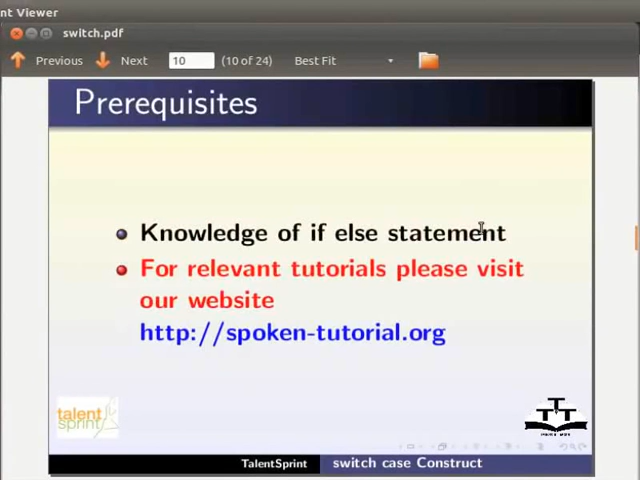 nt Viewer
switch.pdf
Previous Next 10 (10 of 24) Best Fit
Prerequisites
Knowledge of if else statement
For relevant tutorials please visit
our website
http://spoken-tutorial.org
talent
sprint
TalentSprint switch case Construct